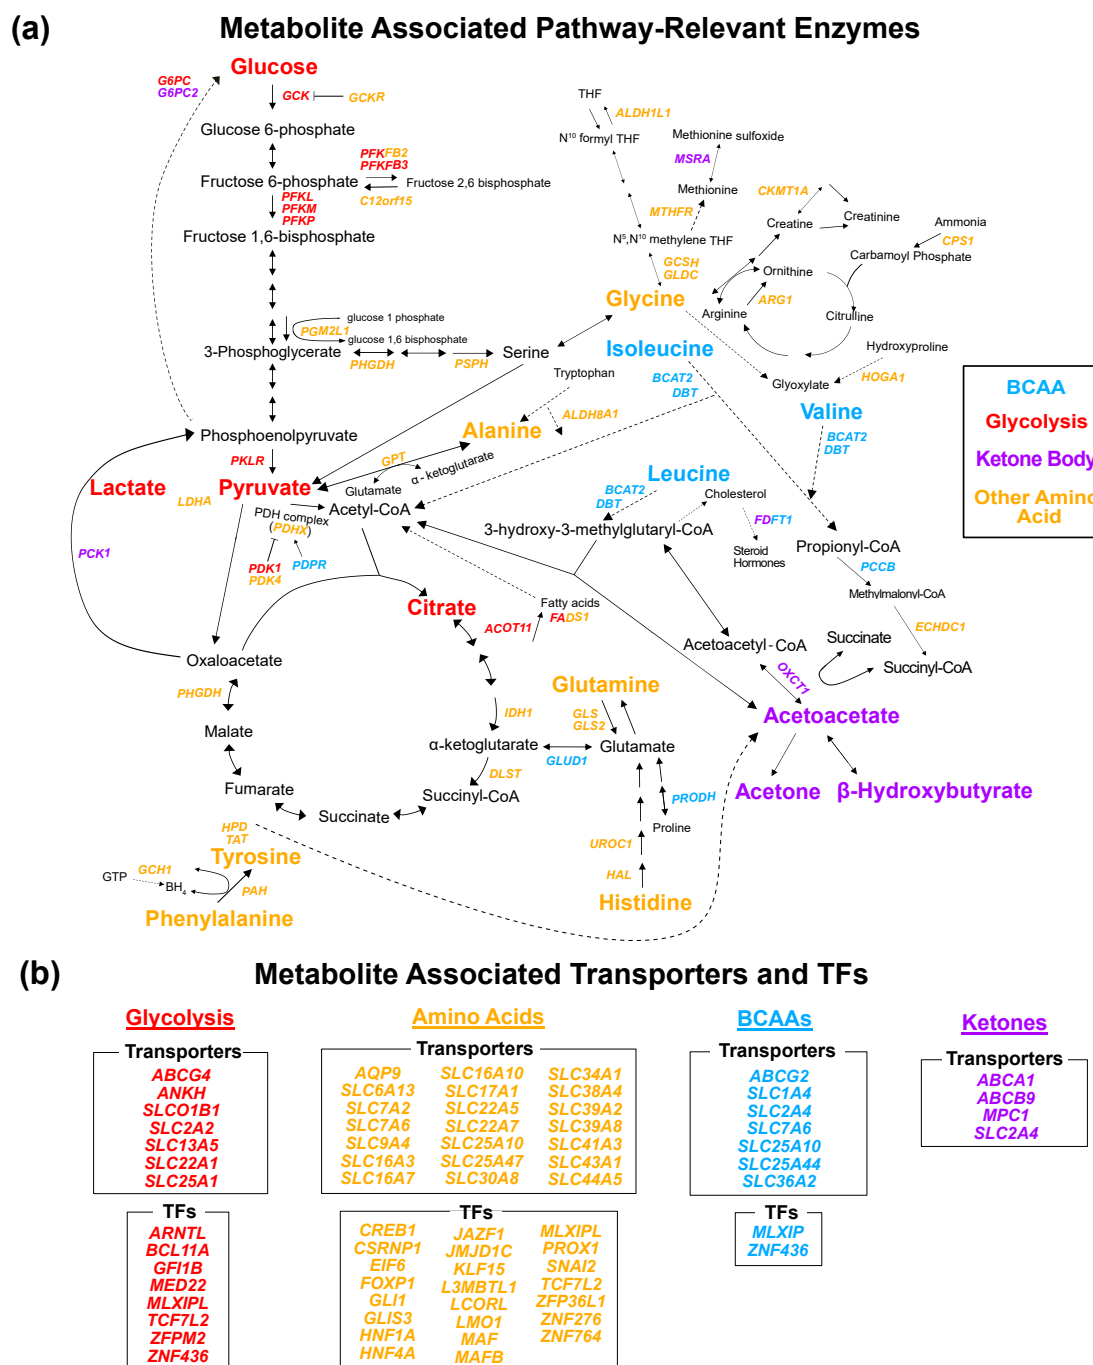 (a)
Metabolite Associated Pathway-Relevant Enzymes
Glucose
G6PC
G6PC2
GCK
GCKR
Glucose 6-phosphate
PFKFB2
PFKFB3
Fructose 6-phosphate
Fructose 2,6 bisphosphate
C12orf15
PFKL
PFKM
PFKP
Fructose 1,6-bisphosphate
glucose 1 phosphate
PGM2L1
glucose 1,6 bisphosphate
3-Phosphoglycerate
PHGDH
PSPH
Serine
THF
ALDH1L1
N10 formyl THF
Methionine sulfoxide
MSRA
Methionine
MTHFR
N5,N10 methylene THF
GCSH
GLDC
Glycine
CKMT1A
Creatine
Creatinine
Ammonia
CPS1
Carbamoyl Phosphate
Ornithine
ARG1
Arginine
Citrulline
Hydroxyproline
HOGA1
Glyoxylate
Isoleucine
BCAT2
DBT
Tryptophan
ALDH8A1
Alanine
Valine
BCAT2
DBT
BCAA
Glycolysis
Ketone Body
Other Amino
Acid
Phosphoenolpyruvate
PKLR
GPT
α- ketoglutarate
Glutamate
Lactate
LDHA
Pyruvate
Acetyl-CoA
PDH complex
(PDHX)
PDK1
PDK4
PDPR
PCK1
Leucine
BCAT2
DBT
Cholesterol
3-hydroxy-3-methylglutaryl-CoA
FDFT1
Steroid
Hormones
Propionyl-CoA
PCCB
Methylmalonyl-CoA
ECHDC1
Succinate
Succinyl-CoA
Citrate
Fatty acids
ACOT11
FADS1
Acetoacetyl-CoA
OXCT1
Acetoacetate
Acetone
β-Hydroxybutyrate
Oxaloacetate
PHGDH
Malate
Fumarate
Succinate
Succinyl-CoA
DLST
α-ketoglutarate
IDH1
GLUD1
Glutamine
GLS
GLS2
Glutamate
PRODH
Proline
UROC1
HAL
Histidine
HPD
TAT
Tyrosine
GCH1
GTP
BH4
PAH
Phenylalanine
(b)
Metabolite Associated Transporters and TFs
Glycolysis
Transporters
ABCG4
ANKH
SLCO1B1
SLC2A2
SLC13A5
SLC22A1
SLC25A1
TFs
ARNTL
BCL11A
GFI1B
MED22
MLXIPL
TCF7L2
ZFPM2
ZNF436
Amino Acids
Transporters
AQP9
SLC6A13
SLC7A2
SLC7A6
SLC9A4
SLC16A3
SLC16A7
SLC16A10
SLC17A1
SLC22A5
SLC22A7
SLC25A10
SLC25A47
SLC30A8
SLC34A1
SLC38A4
SLC39A2
SLC39A8
SLC41A3
SLC43A1
SLC44A5
TFs
CREB1
CSRNP1
EIF6
FOXP1
GLI1
GLIS3
HNF1A
HNF4A
JAZF1
JMJD1C
KLF15
L3MBTL1
LCORL
LMO1
MAF
MAFB
MLXIPL
PROX1
SNAI2
TCF7L2
ZFP36L1
ZNF276
ZNF764
BCAAs
Transporters
ABCG2
SLC1A4
SLC2A4
SLC7A6
SLC25A10
SLC25A44
SLC36A2
TFs
MLXIP
ZNF436
Ketones
Transporters
ABCA1
ABCB9
MPC1
SLC2A4